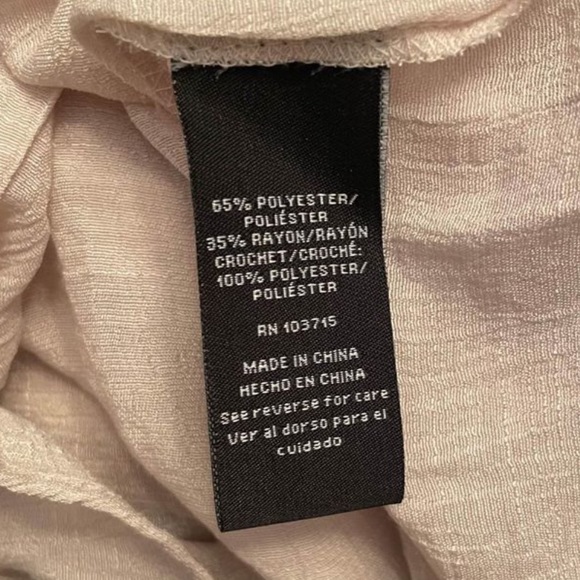 65% POLYESTER/
POLIÉSTER
35% RAYON/RAYÓN
CROCHET/CROCHÉ:
100% POLYESTER/
POLIÉSTER
RN 103715
MADE IN CHINA
HECHO EN CHINA
See reverse for care
Ver al dorso para el
cuidado